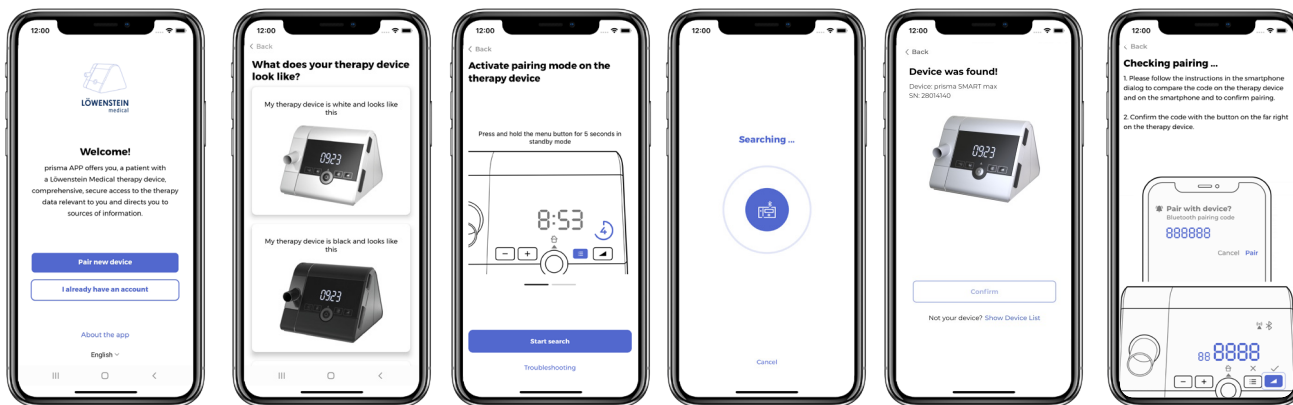 12:00
LÖWENSTEIN
medical
Welcome!
prisma APP offers you, a patient with
a Löwenstein Medical therapy device,
comprehensive, secure access to the therapy
data relevant to you and directs you to
sources of information.
Pair new device
I already have an account
About the app
English
12:00
Back
What does your therapy device
look like?
My therapy device is white and looks like
this
09:23
My therapy device is black and looks like
this
09:23
12:00
Back
Activate pairing mode on the
therapy device
Press and hold the menu button for 5 seconds in
standby mode
8:53
4
Start search
Troubleshooting
12:00
Searching ...
Cancel
12:00
Back
Device was found!
Device: prisma SMART max
SN: 28014140
09:23
Confirm
Not your device? Show Device List
12:00
Back
Checking pairing ...
1. Please follow the instructions in the smartphone
dialog to compare the code on the therapy device
and on the smartphone and to confirm pairing.
2. Confirm the code with the button on the far right
on the therapy device.
Pair with device?
Bluetooth pairing code
888888
Cancel Pair
88 8888